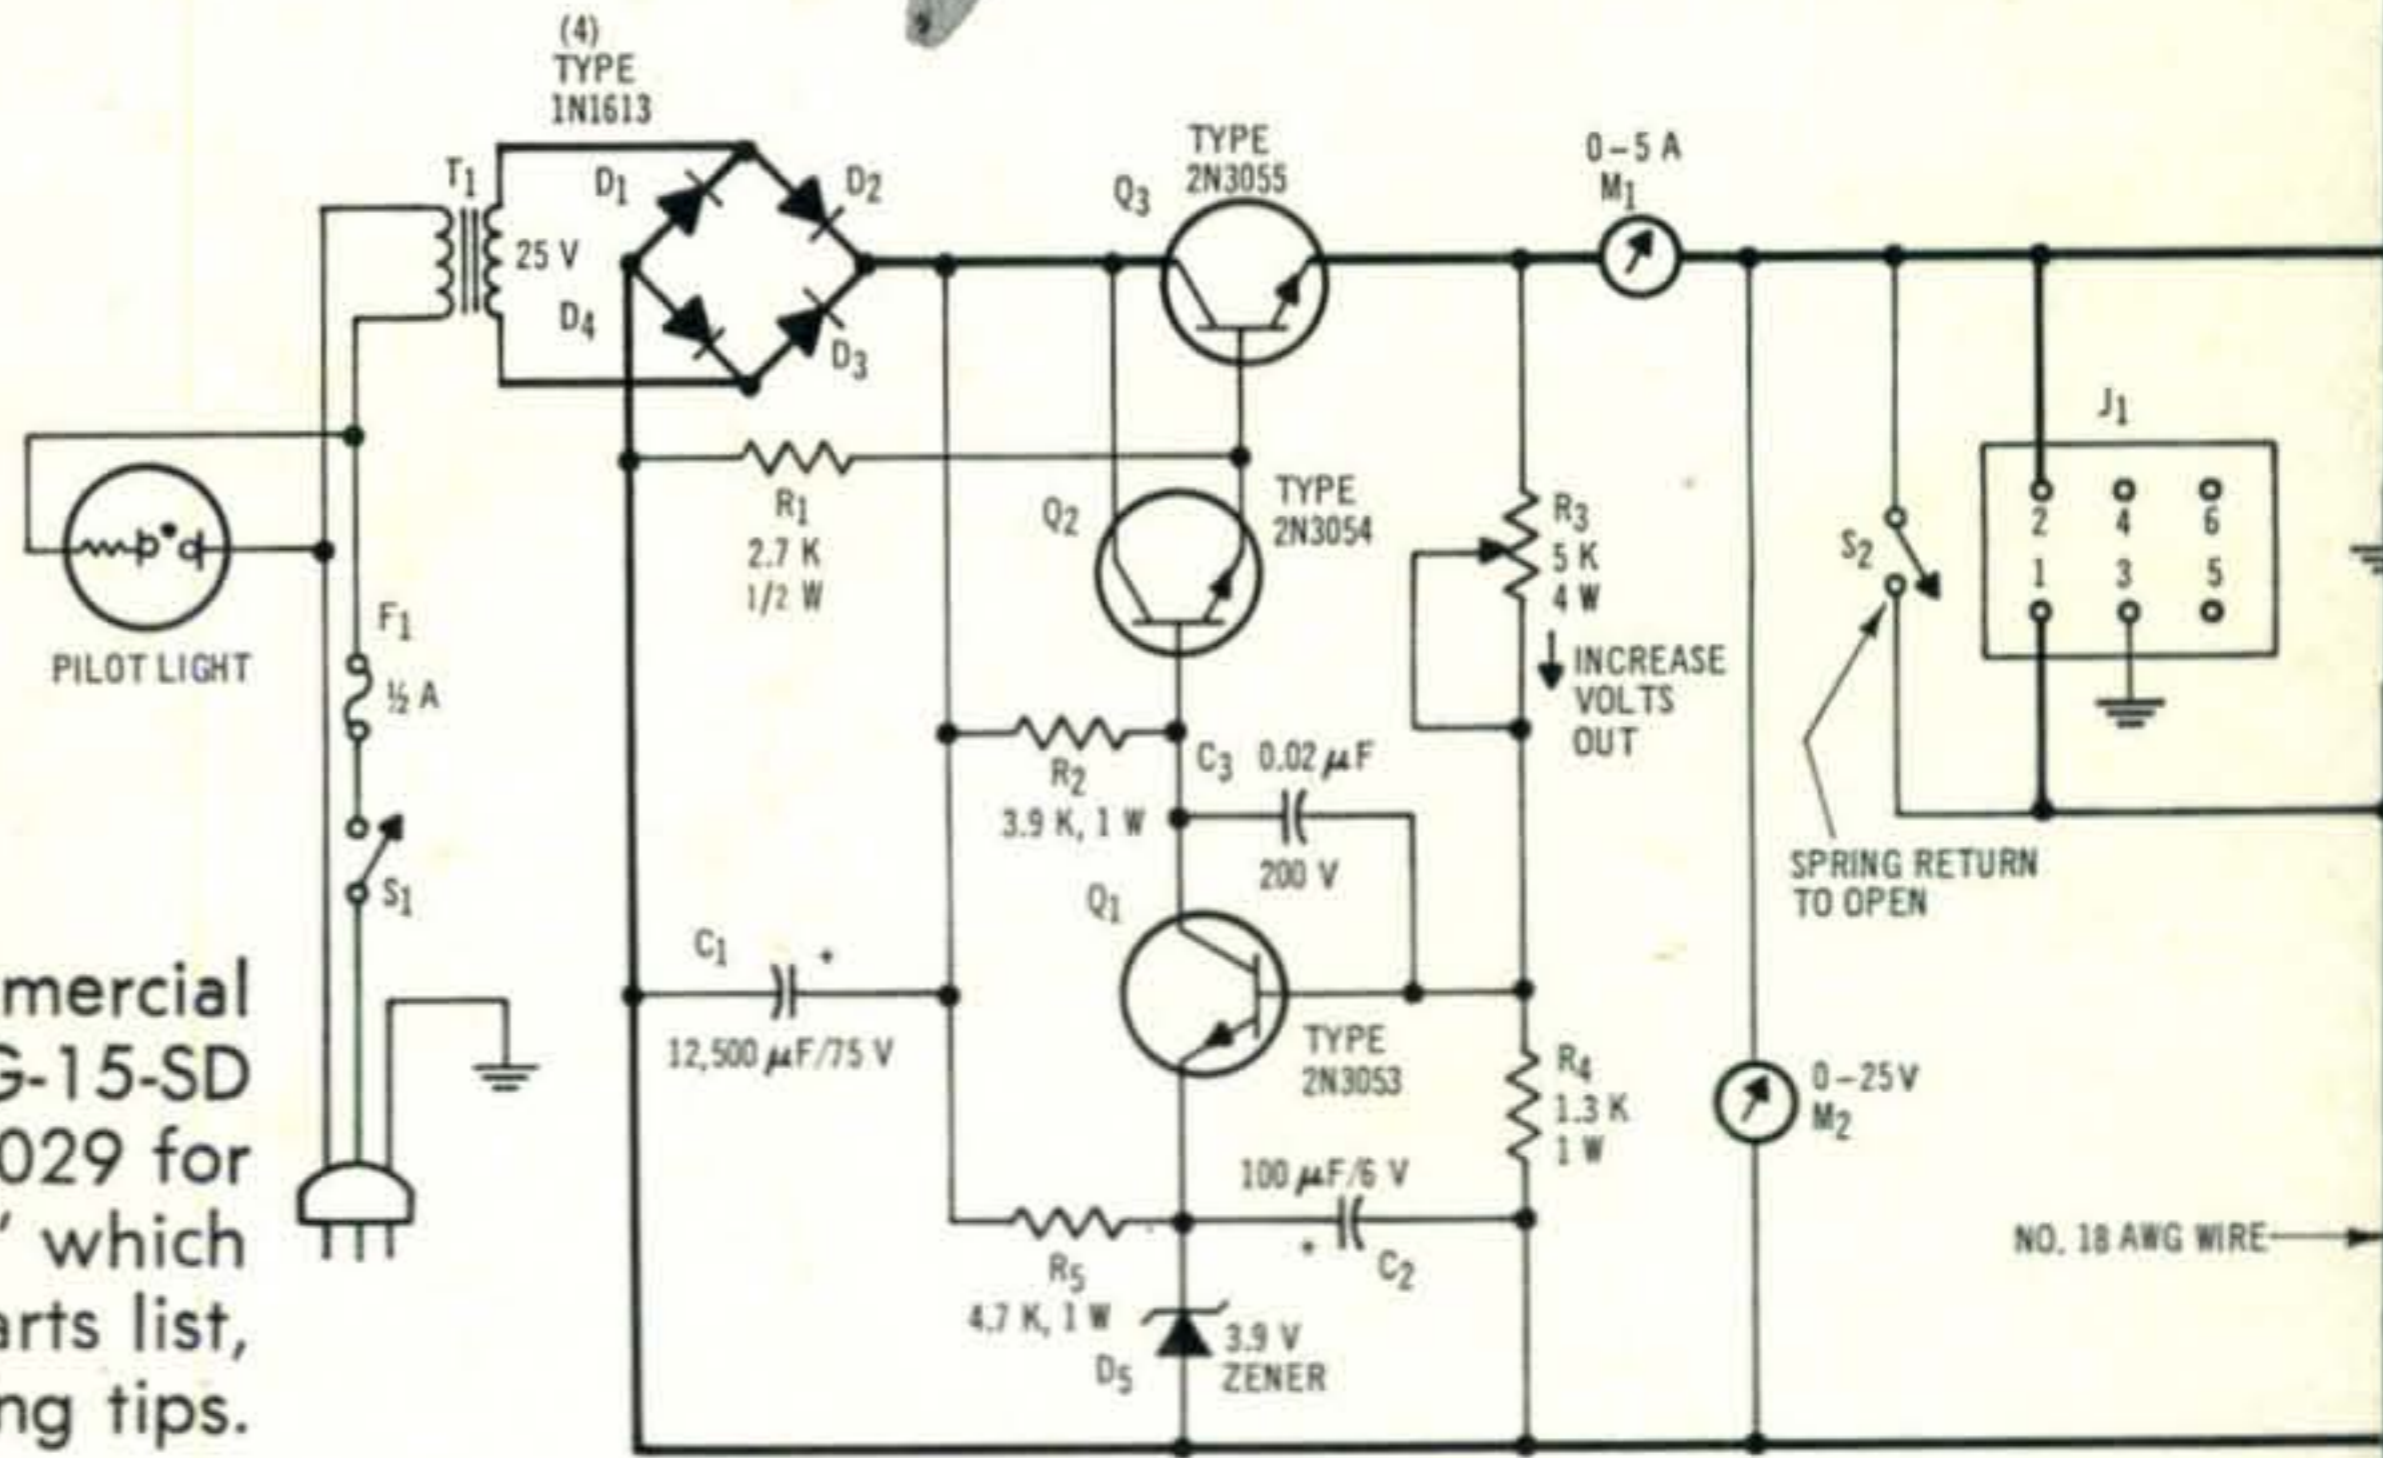 (4)
TYPE
1N1613
T1
25 V
D1
D2
D4
D3
TYPE
2N3055
Q3
0-5 A
M1
R1
2.7 K
1/2 W
Q2
TYPE
2N3054
R3
5 K
4 W
INCREASE
VOLTS
OUT
S2
J1
2 4 6
1 3 5
PILOT LIGHT
F1
½ A
S1
R2
3.9 K, 1 W
C3 0.02 µF
200 V
SPRING RETURN
TO OPEN
Q1
TYPE
2N3053
C1
+
12,500 µF/75 V
R4
1.3 K
1 W
0-25V
M2
100 µF/6 V
+
C2
R5
4.7 K, 1 W
D5
3.9 V
ZENER
NO. 18 AWG WIRE
mercial
G-15-SD
029 for
" which
arts list,
ng tips.